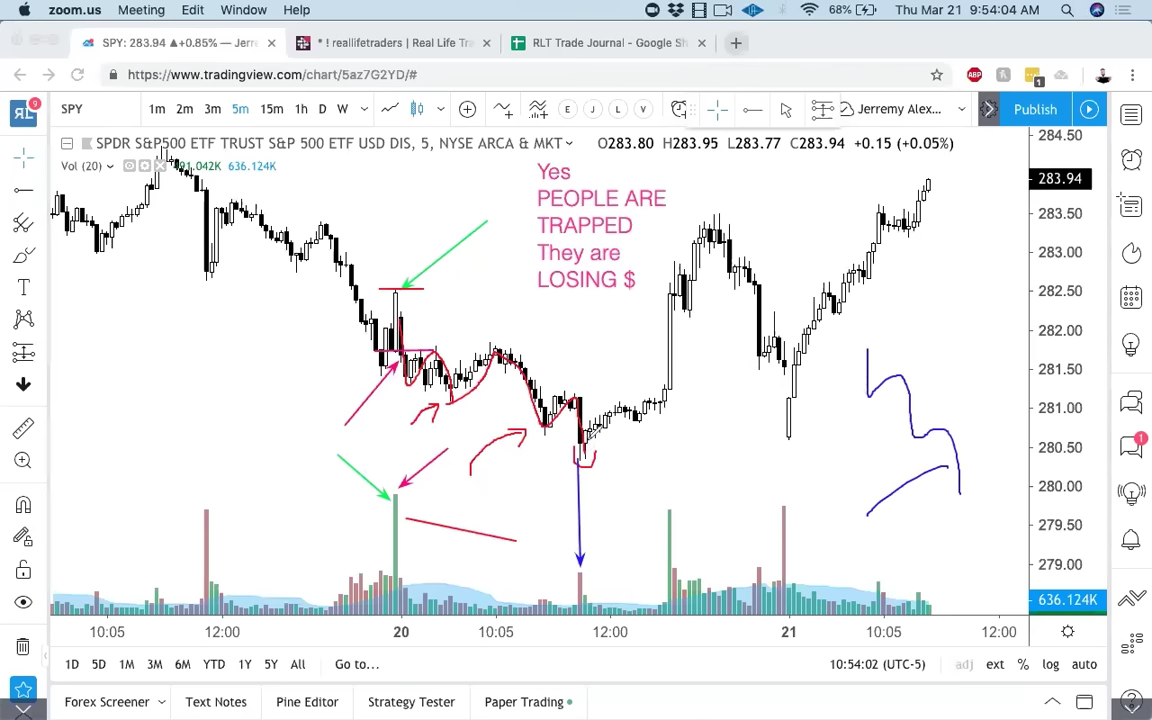 zoom.us Meeting Edit Window Help 68% Thu Mar 21 9:54:04 AM
SPY: 283.94 ▲+0.85% — Jerr × * ! reallifetraders | Real Life Tra × RLT Trade Journal - Google Sh ×
https://www.tradingview.com/chart/5az7G2YD/#
RL 9 SPY 1m 2m 3m 5m 15m 1h D W E J L V Jeremy Alex... Publish
SPDR S&P500 ETF TRUST S&P 500 ETF USD DIS, 5, NYSE ARCA & MKT O283.80 H283.95 L283.77 C283.94 +0.15 (+0.05%)
Vol (20) 636.124K
Yes
PEOPLE ARE
TRAPPED
They are
LOSING $
284.50
283.94
283.50
283.00
282.50
282.00
281.50
281.00
280.50
280.00
279.50
279.00
636.124K
10:05 12:00 20 10:05 12:00 21 10:05 12:00
1D 5D 1M 3M 6M YTD 1Y 5Y All Go to... 10:54:02 (UTC-5) adj ext % log auto
Forex Screener Text Notes Pine Editor Strategy Tester Paper Trading